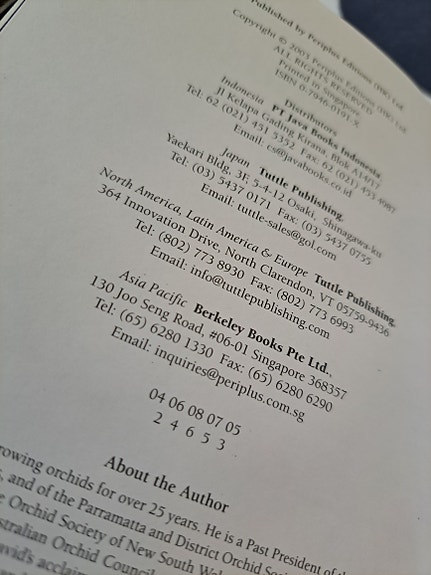 Published by Periplus Editions (HK) Ltd.
Copyright © 2003 Periplus Editions (HK) Ltd.
ALL RIGHTS RESERVED
Printed in Singapore
ISBN 0-7946-0191-X
Distributors
Indonesia PT Java Books Indonesia,
Jl Kelapa Gading Kirana, Blok A14/17
Tel: 62 (021) 451 5352 Fax: 62 (021) 453 4987
Email: cs@javabooks.co.id
Japan Tuttle Publishing,
Yaekari Bldg, 3F, 5-4-12 Osaki, Shinagawa-ku
Tel: (03) 5437 0171 Fax: (03) 5437 0755
Email: tuttle-sales@gol.com
North America, Latin America & Europe Tuttle Publishing,
364 Innovation Drive, North Clarendon, VT 05759-9436
Tel: (802) 773 8930 Fax: (802) 773 6993
Email: info@tuttlepublishing.com
Asia Pacific Berkeley Books Pte Ltd.,
130 Joo Seng Road, #06-01 Singapore 368357
Tel: (65) 6280 1330 Fax: (65) 6280 6290
Email: inquiries@periplus.com.sg
04 06 08 07 05
2 4 6 5 3
About the Author
rowing orchids for over 25 years. He is a Past President of the
, and of the Parramatta and District Orchid
Orchid Society of New South
stralian Orchid Council
avid's acclaim